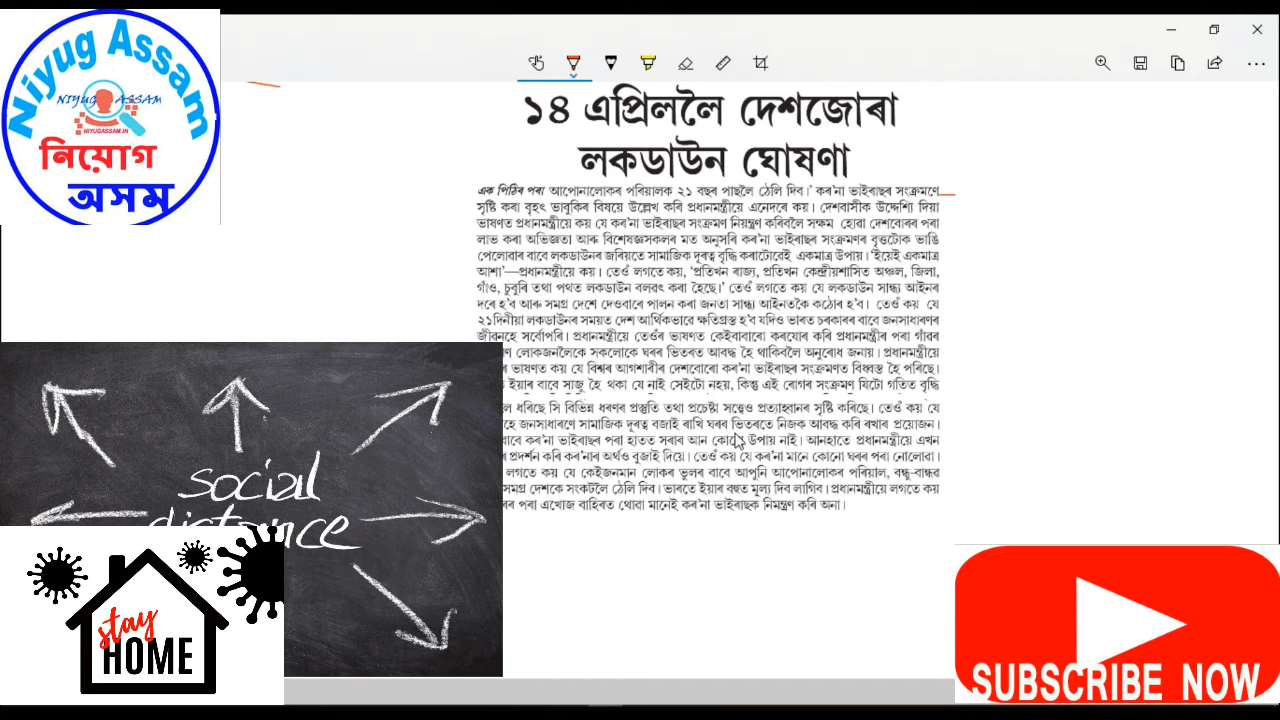 Niyug Assam
NIYUG ASSAM
NIYUGASSAM.IN
নিয়োগ
অসম
১৪ এপ্ৰিললৈ দেশজোৰা
লকডাউন ঘোষণা
এক পিঠিৰ পৰা আপোনালোকৰ পৰিয়ালক ২১ বছৰ পাছলৈ ঠেলি দিব।’ কৰ'না ভাইৰাছৰ সংক্ৰমণে
সৃষ্টি কৰা বৃহৎ ভাবুকিৰ বিষয়ে উল্লেখ কৰি প্ৰধানমন্ত্ৰীয়ে এনেদৰে কয়। দেশবাসীক উদ্দেশ্যি দিয়া
ভাষণত প্ৰধানমন্ত্ৰীয়ে কয় যে কৰ'না ভাইৰাছৰ সংক্ৰমণ নিয়ন্ত্ৰণ কৰিবলৈ সক্ষম হোৱা দেশবোৰৰ পৰা
লাভ কৰা অভিজ্ঞতা আৰু বিশেষজ্ঞসকলৰ মত অনুসৰি কৰ'না ভাইৰাছৰ সংক্ৰমণৰ বৃত্তটোক ভাঙি
পেলোৱাৰ বাবে লকডাউনৰ জৰিয়তে সামাজিক দূৰত্ব বৃদ্ধি কৰাটোৱেই একমাত্ৰ উপায়। ‘ইয়েই একমাত্ৰ
আশা’—প্ৰধানমন্ত্ৰীয়ে কয়। তেওঁ লগতে কয়, ‘প্ৰতিখন ৰাজ্য, প্ৰতিখন কেন্দ্ৰীয়শাসিত অঞ্চল, জিলা,
গাঁও, চুবুৰি তথা পথত লকডাউন বলৱৎ কৰা হৈছে।’ তেওঁ লগতে কয় যে লকডাউন সান্ধ্য আইনৰ
দৰে হ'ব আৰু সমগ্ৰ দেশে দেওবাৰে পালন কৰা জনতা সান্ধ্য আইনতকৈ কঠোৰ হ'ব। তেওঁ কয় যে
২১দিনীয়া লকডাউনৰ সময়ত দেশ আৰ্থিকভাৱে ক্ষতিগ্ৰস্ত হ'ব যদিও ভাৰত চৰকাৰৰ বাবে জনসাধাৰণৰ
জীৱনহে সৰ্বোপৰি। প্ৰধানমন্ত্ৰীয়ে তেওঁৰ ভাষণত কেইবাবাৰো কৰযোৰ কৰি প্ৰধানমন্ত্ৰীৰ পৰা গাঁৱৰ
লোকজনলৈকে সকলোকে ঘৰৰ ভিতৰত আবদ্ধ হৈ থাকিবলৈ অনুৰোধ জনায়। প্ৰধানমন্ত্ৰীয়ে
ভাষণত কয় যে বিশ্বৰ আগশাৰীৰ দেশবোৰো কৰ'না ভাইৰাছৰ সংক্ৰমণত বিধ্বস্ত হৈ পৰিছে।
ইয়াৰ বাবে সাজু হৈ থকা যে নাই সেইটো নহয়, কিন্তু এই ৰোগৰ সংক্ৰমণ যিটো গতিত বৃদ্ধি
ধৰিছে সি বিভিন্ন ধৰণৰ প্ৰস্তুতি তথা প্ৰচেষ্টা সত্ত্বেও প্ৰত্যাহ্বানৰ সৃষ্টি কৰিছে। তেওঁ কয় যে
জনসাধাৰণে সামাজিক দূৰত্ব বজাই ৰাখি ঘৰৰ ভিতৰতে নিজক আবদ্ধ কৰি ৰখাৰ প্ৰয়োজন।
বাবে কৰ'না ভাইৰাছৰ পৰা হাতত সৰাৰ আন কোনো উপায় নাই। আনহাতে প্ৰধানমন্ত্ৰীয়ে এখন
প্ৰদৰ্শন কৰি কৰ'নাৰ অৰ্থও বুজাই দিয়ে। তেওঁ কয় যে কৰ'না মানে কোনো ঘৰৰ পৰা নোলোৱা।
লগতে কয় যে কেইজনমান লোকৰ ভুলৰ বাবে আপুনি আপোনালোকৰ পৰিয়াল, বন্ধু-বান্ধৱ
সমগ্ৰ দেশকে সংকটলৈ ঠেলি দিব। ভাৰতে ইয়াৰ বহুত মূল্য দিব লাগিব। প্ৰধানমন্ত্ৰীয়ে লগতে কয়
পৰা এখোজ বাহিৰত থোৱা মানেই কৰ'না ভাইৰাছক নিমন্ত্ৰণ কৰি অনা।
social
distance
stay
HOME
SUBSCRIBE NOW